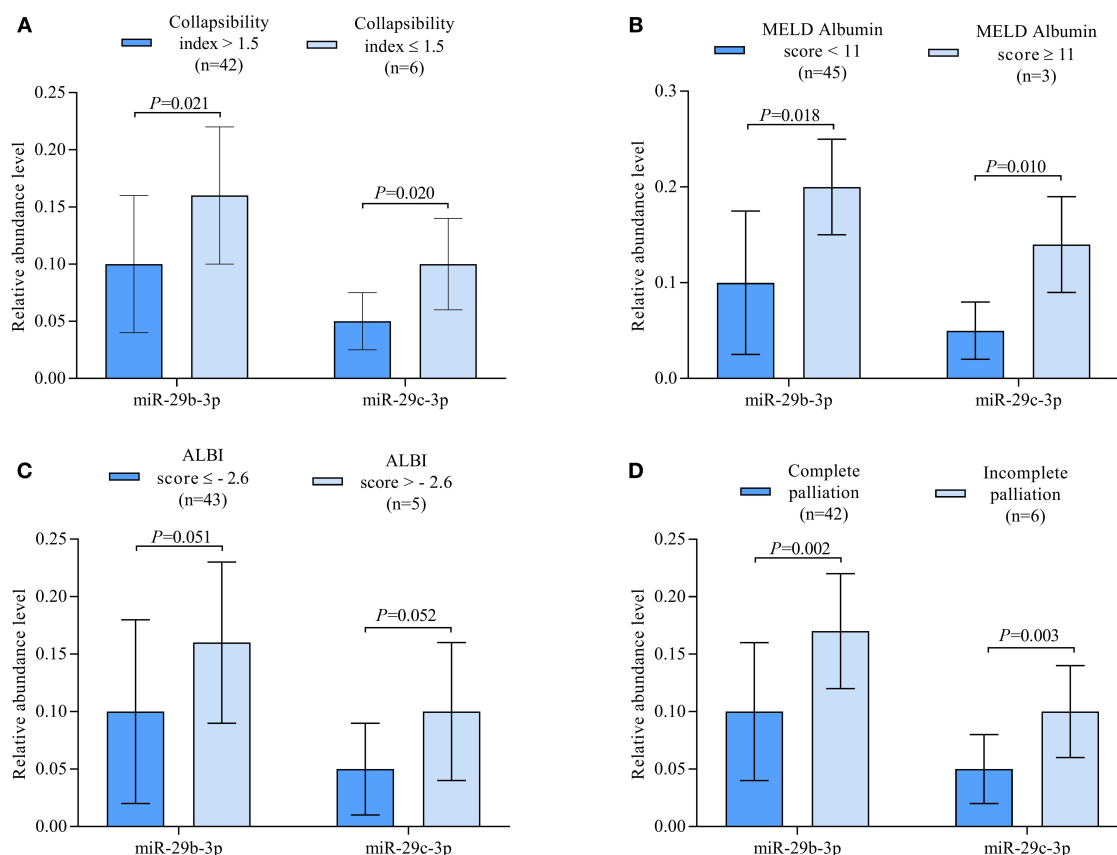 A
Collapsibility
index > 1.5
(n=42)
Collapsibility
index ≤ 1.5
(n=6)
Relative abundance level
0.25
0.20
0.15
0.10
0.05
0.00
P=0.021
P=0.020
miR-29b-3p
miR-29c-3p
B
MELD Albumin
score < 11
(n=45)
MELD Albumin
score ≥ 11
(n=3)
Relative abundance level
0.3
0.2
0.1
0.0
P=0.018
P=0.010
miR-29b-3p
miR-29c-3p
C
ALBI
score ≤ - 2.6
(n=43)
ALBI
score > - 2.6
(n=5)
Relative abundance level
0.25
0.20
0.15
0.10
0.05
0.00
P=0.051
P=0.052
miR-29b-3p
miR-29c-3p
D
Complete
palliation
(n=42)
Incomplete
palliation
(n=6)
Relative abundance level
0.25
0.20
0.15
0.10
0.05
0.00
P=0.002
P=0.003
miR-29b-3p
miR-29c-3p